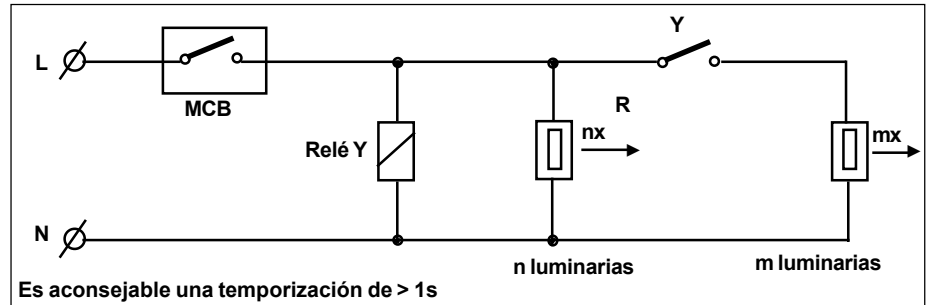 Y
L
MCB
R
Relé Y
nx
mx
N
n luminarias
m luminarias
Es aconsejable una temporización de > 1s